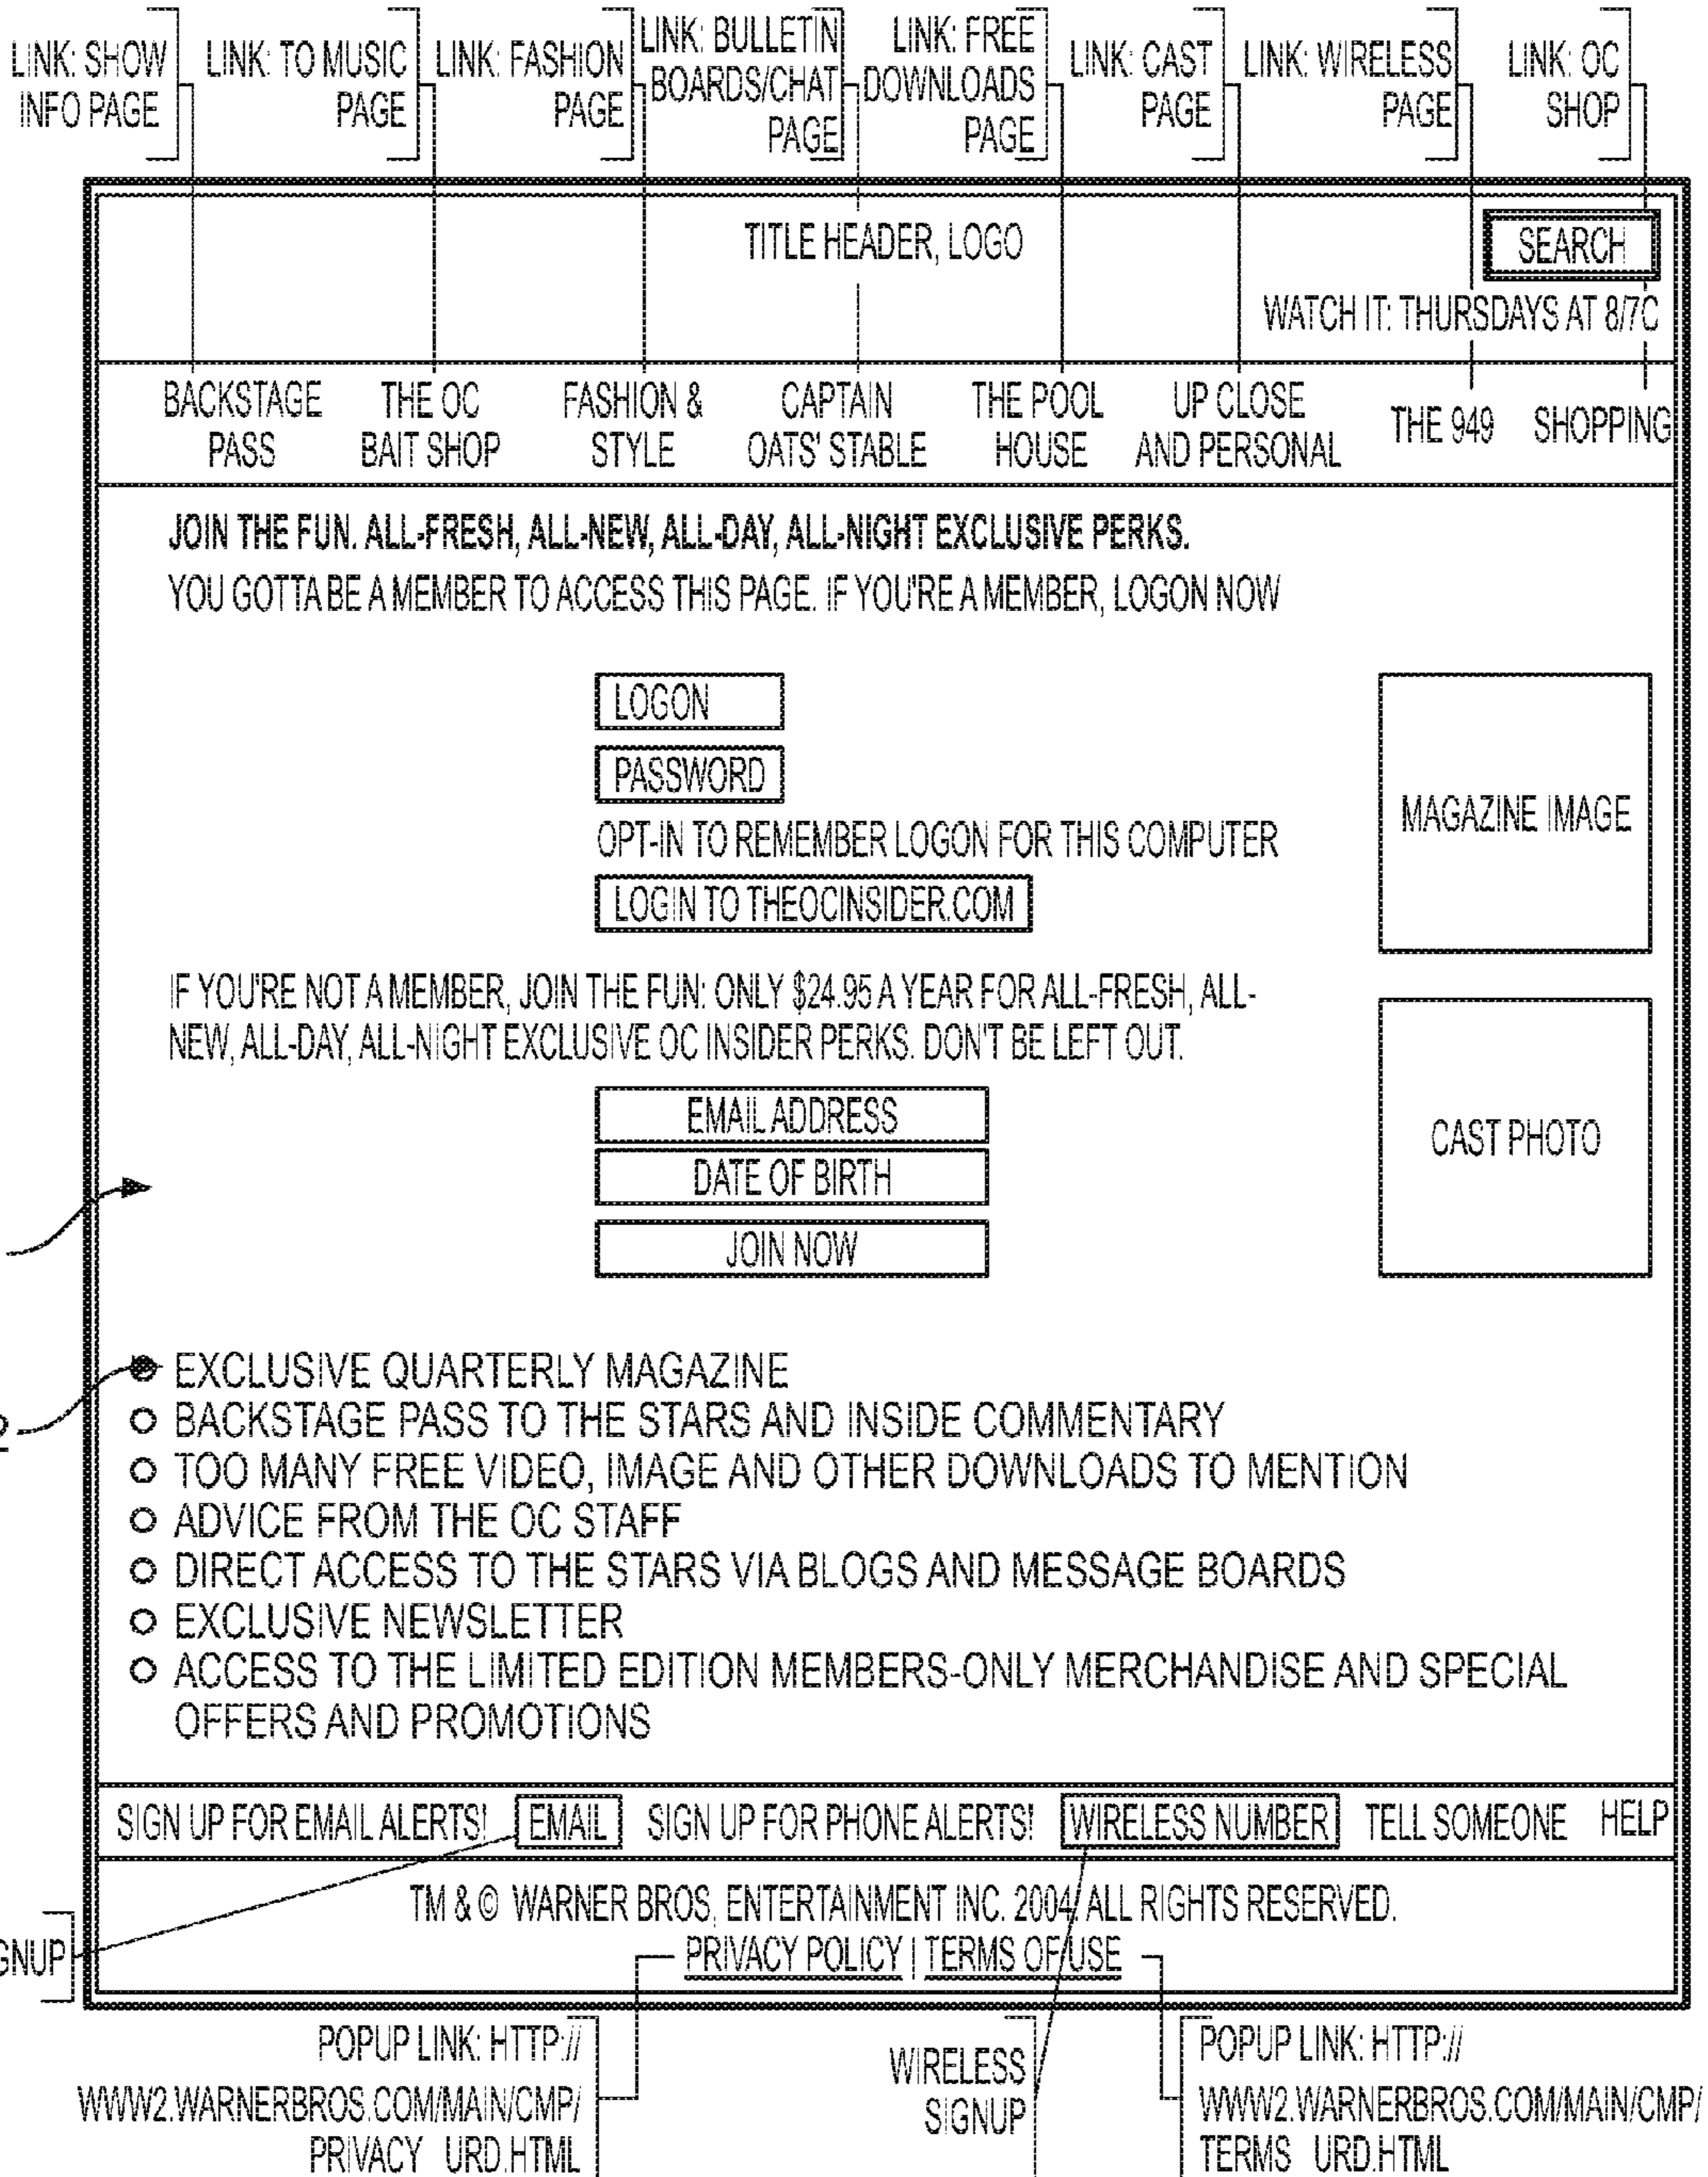 LINK: SHOW
INFO PAGE
LINK: TO MUSIC
PAGE
LINK: FASHION
PAGE
LINK: BULLETIN
BOARDS/CHAT
PAGE
LINK: FREE
DOWNLOADS
PAGE
LINK: CAST
PAGE
LINK: WIRELESS
PAGE
LINK: OC
SHOP
TITLE HEADER, LOGO
SEARCH
WATCH IT: THURSDAYS AT 8/7C
BACKSTAGE
PASS
THE OC
BAIT SHOP
FASHION &
STYLE
CAPTAIN
OATS' STABLE
THE POOL
HOUSE
UP CLOSE
AND PERSONAL
THE 949
SHOPPING
JOIN THE FUN. ALL-FRESH, ALL-NEW, ALL-DAY, ALL-NIGHT EXCLUSIVE PERKS.
YOU GOTTA BE A MEMBER TO ACCESS THIS PAGE. IF YOU'RE A MEMBER, LOGON NOW
LOGON
PASSWORD
OPT-IN TO REMEMBER LOGON FOR THIS COMPUTER
LOGIN TO THEOCINSIDER.COM
MAGAZINE IMAGE
IF YOU'RE NOT A MEMBER, JOIN THE FUN: ONLY $24.95 A YEAR FOR ALL-FRESH, ALL-
NEW, ALL-DAY, ALL-NIGHT EXCLUSIVE OC INSIDER PERKS. DON'T BE LEFT OUT.
EMAIL ADDRESS
DATE OF BIRTH
JOIN NOW
CAST PHOTO
EXCLUSIVE QUARTERLY MAGAZINE
2
BACKSTAGE PASS TO THE STARS AND INSIDE COMMENTARY
TOO MANY FREE VIDEO, IMAGE AND OTHER DOWNLOADS TO MENTION
ADVICE FROM THE OC STAFF
DIRECT ACCESS TO THE STARS VIA BLOGS AND MESSAGE BOARDS
EXCLUSIVE NEWSLETTER
ACCESS TO THE LIMITED EDITION MEMBERS-ONLY MERCHANDISE AND SPECIAL
OFFERS AND PROMOTIONS
SIGN UP FOR EMAIL ALERTS! EMAIL SIGN UP FOR PHONE ALERTS! WIRELESS NUMBER TELL SOMEONE HELP
TM & © WARNER BROS. ENTERTAINMENT INC. 2004. ALL RIGHTS RESERVED.
PRIVACY POLICY | TERMS OF USE
GNUP
POPUP LINK: HTTP://
WWW2.WARNERBROS.COM/MAIN/CMP/
PRIVACY URD.HTML
WIRELESS
SIGNUP
POPUP LINK: HTTP://
WWW2.WARNERBROS.COM/MAIN/CMP/
TERMS URD.HTML